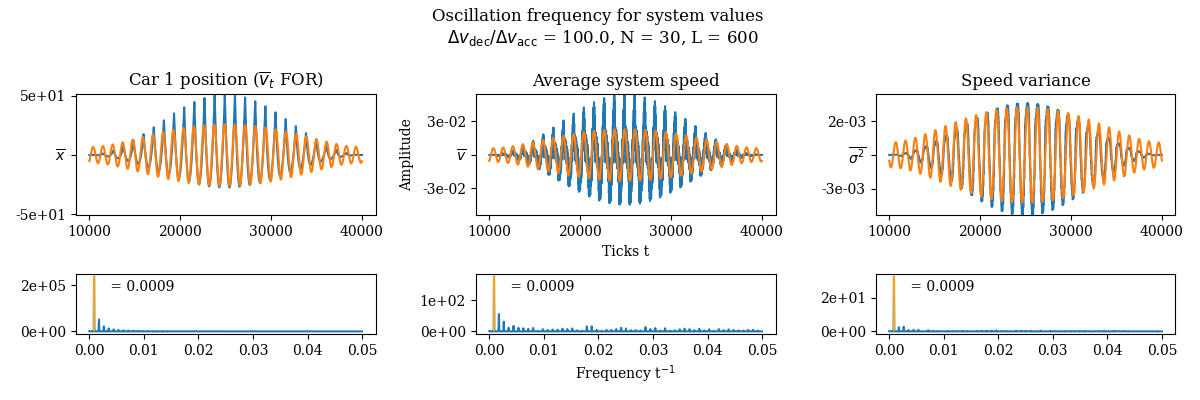 Oscillation frequency for system values
Δv_dec/Δv_acc = 100.0, N = 30, L = 600
Car 1 position (v̅_t FOR)
Average system speed
Speed variance
5e+01
x̅
-5e+01
10000 20000 30000 40000
Amplitude
3e-02
v̅
-3e-02
10000 20000 30000 40000
Ticks t
2e-03
σ̅²
-3e-03
10000 20000 30000 40000
2e+05
0e+00
= 0.0009
0.00 0.01 0.02 0.03 0.04 0.05
1e+02
0e+00
= 0.0009
0.00 0.01 0.02 0.03 0.04 0.05
Frequency t⁻¹
2e+01
0e+00
= 0.0009
0.00 0.01 0.02 0.03 0.04 0.05